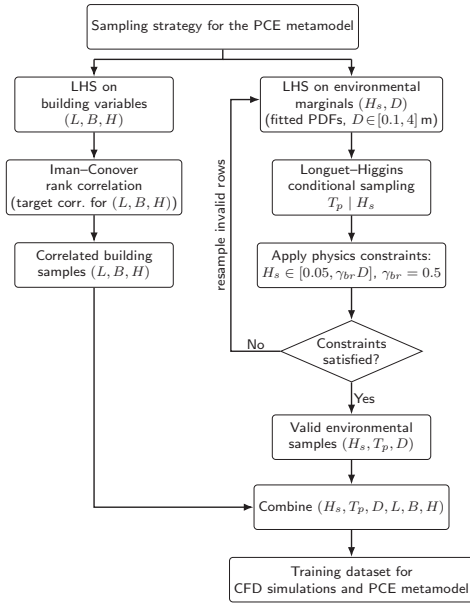 Sampling strategy for the PCE metamodel
LHS on
building variables
(L, B, H)
Iman–Conover
rank correlation
(target corr. for (L, B, H))
Correlated building
samples (L, B, H)
LHS on environmental
marginals (H_s, D)
(fitted PDFs, D∈[0.1, 4] m)
Longuet–Higgins
conditional sampling
T_p | H_s
Apply physics constraints:
H_s ∈ [0.05, γ_br D], γ_br = 0.5
resample invalid rows
No
Constraints
satisfied?
Yes
Valid environmental
samples (H_s, T_p, D)
Combine (H_s, T_p, D, L, B, H)
Training dataset for
CFD simulations and PCE metamodel